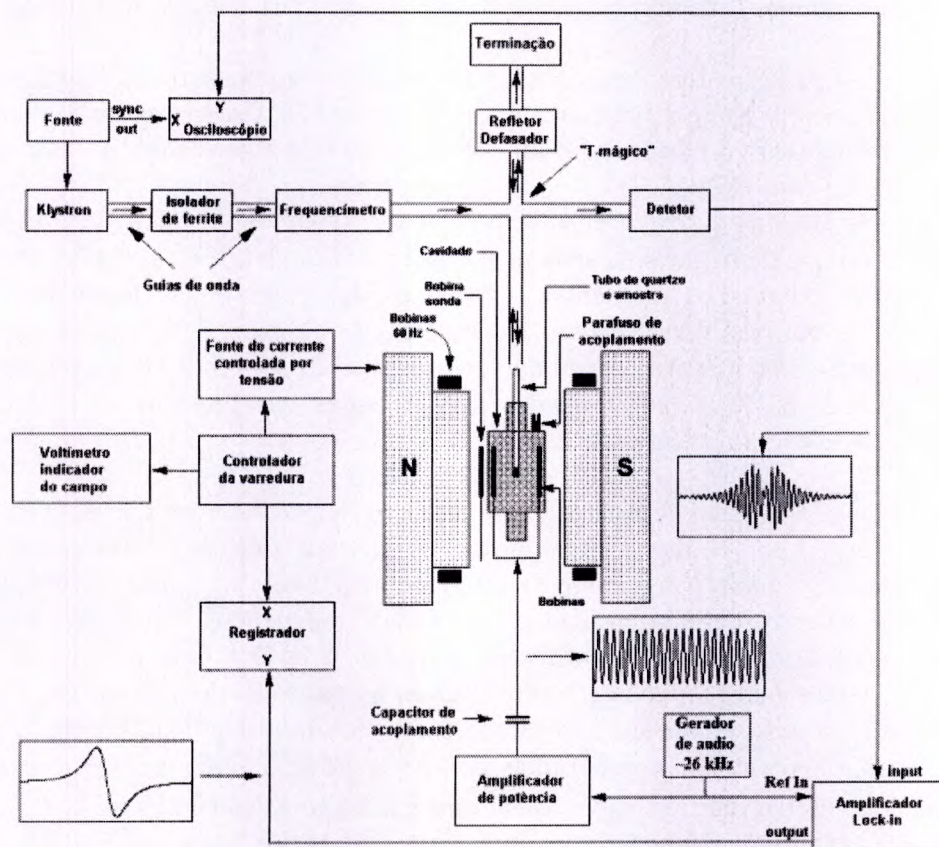 Terminação
Fonte
sync
out
X
Y
Osciloscópio
Refletor
Defasador
"T-mágico"
Klystron
Isolador
de ferrite
Frequencímetro
Detetor
Guias de onda
Cavidade
Bobina
sonda
Bobinas
60 Hz
Tubo de quartzo
e amostra
Parafuso de
acoplamento
Fonte de corrente
controlada por
tensão
Voltímetro
indicador
do campo
Controlador
da varredura
N
S
Bobinas
X
Registrador
Y
Capacitor de
acoplamento
Gerador
de audio
~26 kHz
Amplificador
de potência
Ref In
input
Amplificador
Lock-in
output